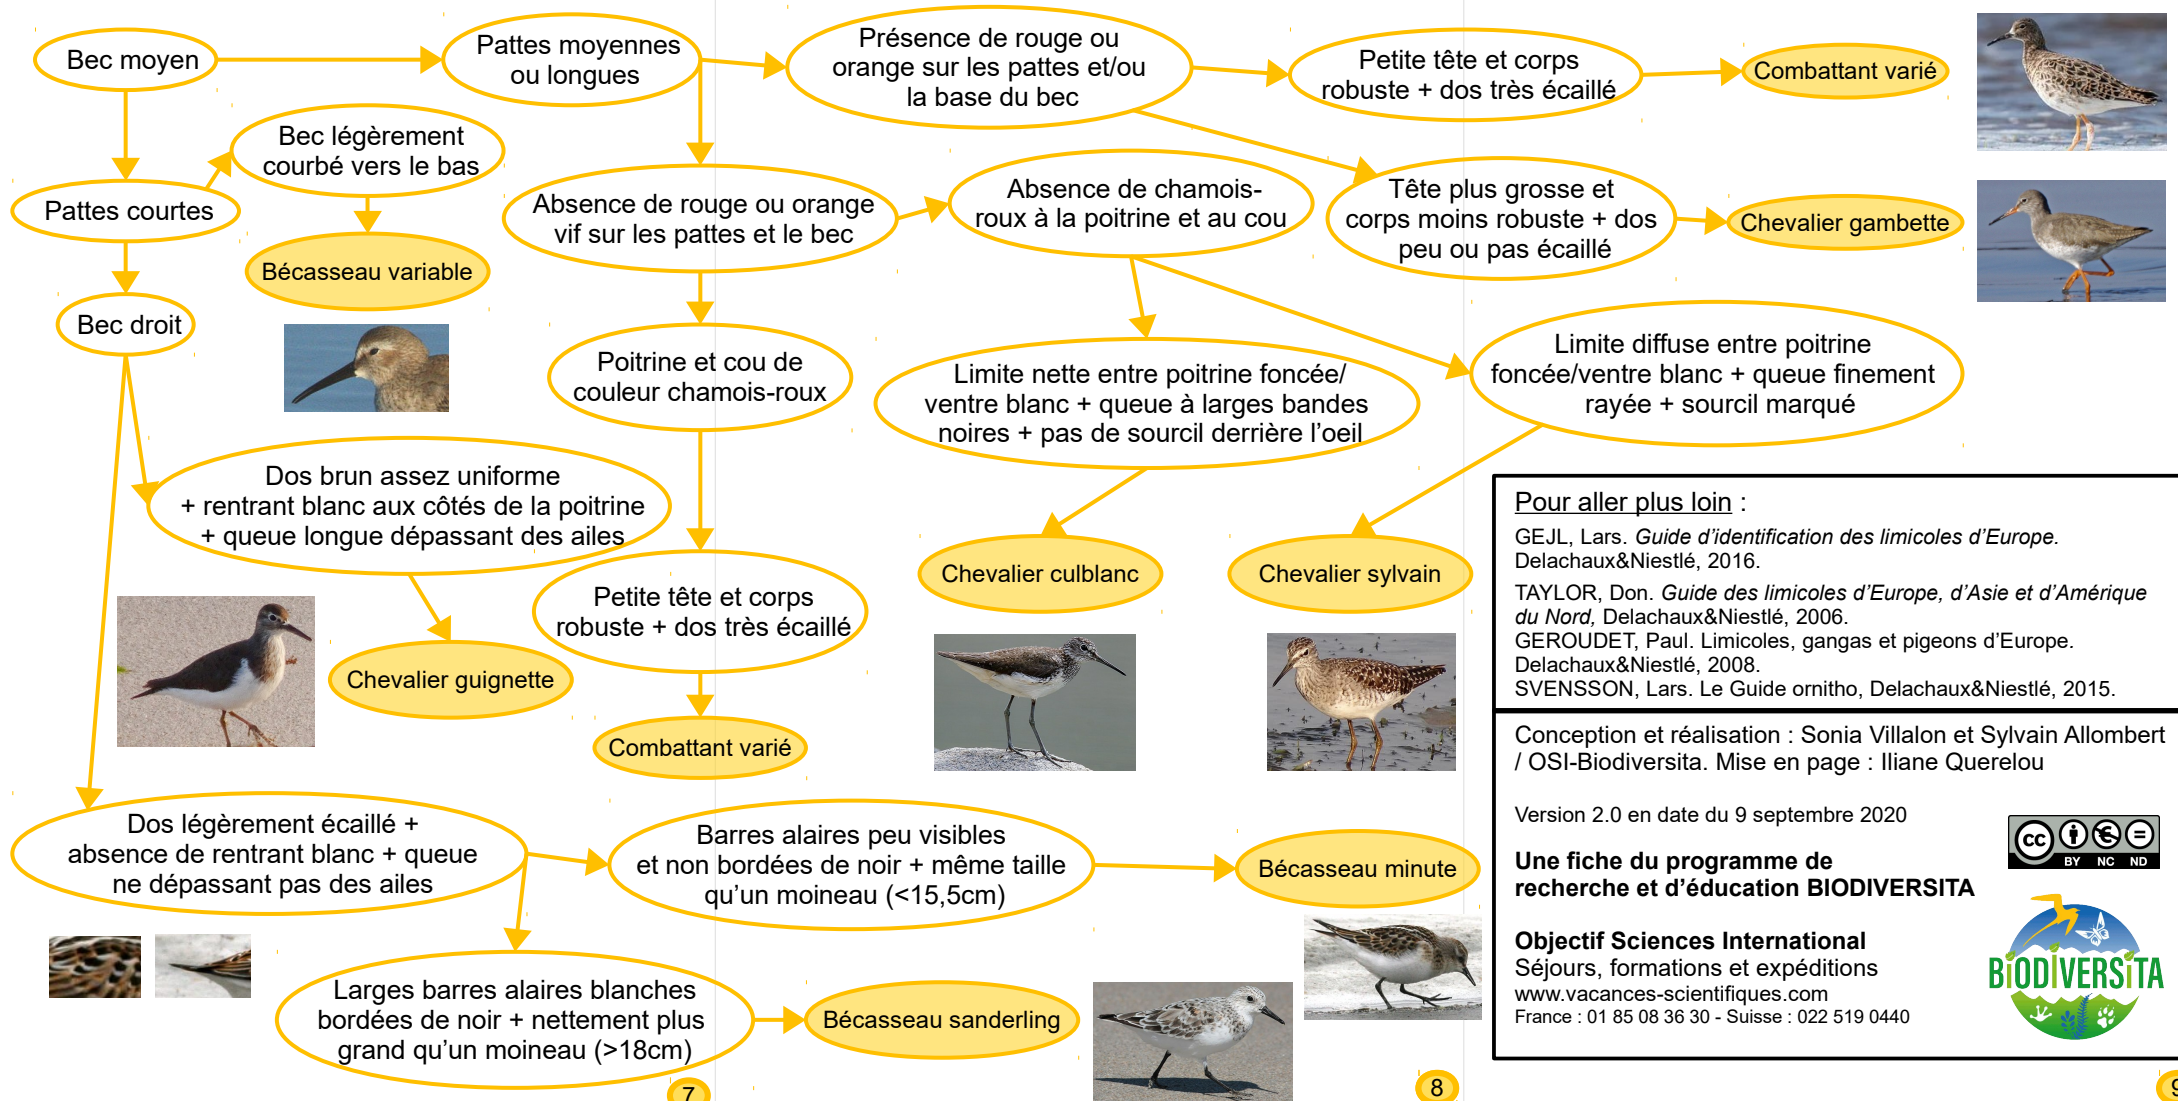 Bec moyen
Pattes moyennes
ou longues
Présence de rouge ou
orange sur les pattes et/ou
la base du bec
Petite tête et corps
robuste + dos très écaillé
Combattant varié
Bec légèrement
courbé vers le bas
Pattes courtes
Absence de rouge ou orange
vif sur les pattes et le bec
Absence de chamois-
roux à la poitrine et au cou
Tête plus grosse et
corps moins robuste + dos
peu ou pas écaillé
Chevalier gambette
Bécasseau variable
Bec droit
Poitrine et cou de
couleur chamois-roux
Limite nette entre poitrine foncée/
ventre blanc + queue à larges bandes
noires + pas de sourcil derrière l'oeil
Limite diffuse entre poitrine
foncée/ventre blanc + queue finement
rayée + sourcil marqué
Dos brun assez uniforme
+ rentrant blanc aux côtés de la poitrine
+ queue longue dépassant des ailes
Chevalier guignette
Petite tête et corps
robuste + dos très écaillé
Combattant varié
Chevalier culblanc
Chevalier sylvain
Dos légèrement écaillé +
absence de rentrant blanc + queue
ne dépassant pas des ailes
Barres alaires peu visibles
et non bordées de noir + même taille
qu'un moineau (<15,5cm)
Bécasseau minute
Larges barres alaires blanches
bordées de noir + nettement plus
grand qu'un moineau (>18cm)
Bécasseau sanderling
Pour aller plus loin :
GEJL, Lars. Guide d'identification des limicoles d'Europe.
Delachaux&Niestlé, 2016.
TAYLOR, Don. Guide des limicoles d'Europe, d'Asie et d'Amérique
du Nord, Delachaux&Niestlé, 2006.
GEROUDET, Paul. Limicoles, gangas et pigeons d'Europe.
Delachaux&Niestlé, 2008.
SVENSSON, Lars. Le Guide ornitho, Delachaux&Niestlé, 2015.
Conception et réalisation : Sonia Villalon et Sylvain Allombert
/ OSI-Biodiversita. Mise en page : Iliane Querelou
Version 2.0 en date du 9 septembre 2020
cc
BY NC ND
Une fiche du programme de
recherche et d'éducation BIODIVERSITA
Objectif Sciences International
Séjours, formations et expéditions
www.vacances-scientifiques.com
France : 01 85 08 36 30 - Suisse : 022 519 0440
BiODIVERSiTA
7
8
9